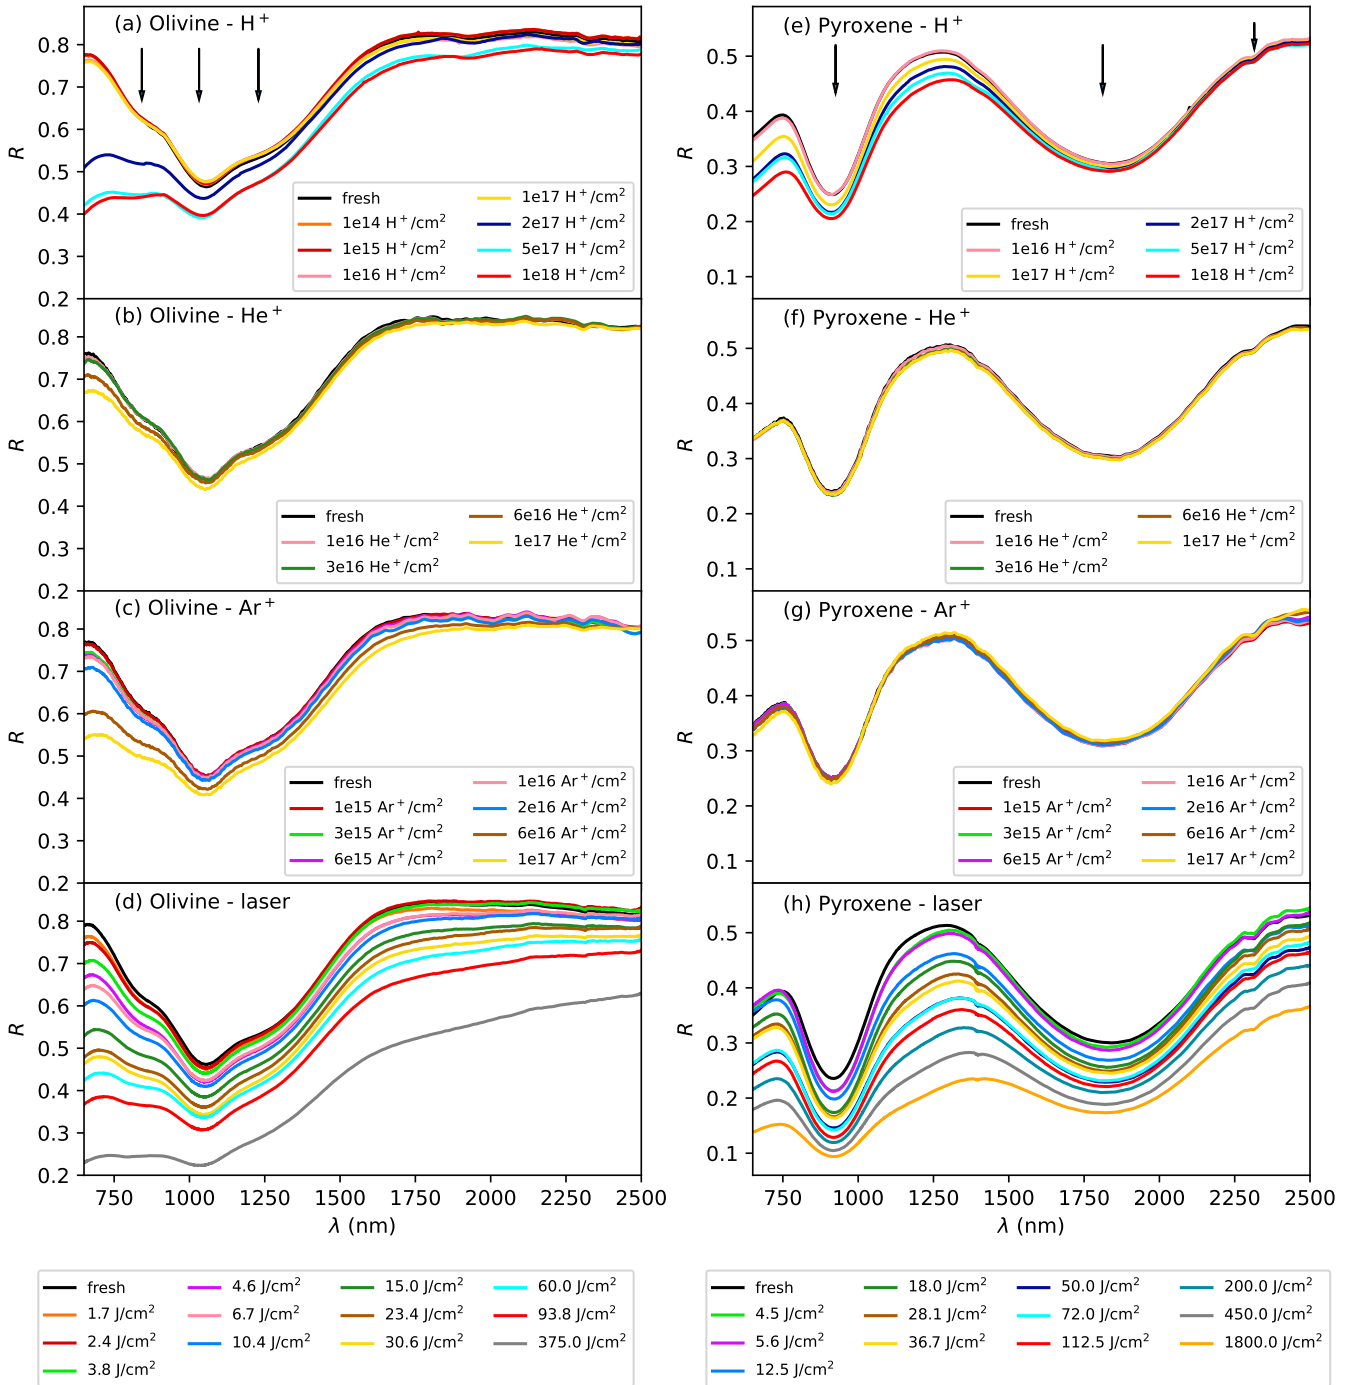 (a) Olivine - H⁺
0.8
0.7
0.6
0.5
0.4
0.3
0.2
R
fresh
1e14 H⁺/cm²
1e15 H⁺/cm²
1e16 H⁺/cm²
1e17 H⁺/cm²
2e17 H⁺/cm²
5e17 H⁺/cm²
1e18 H⁺/cm²
(b) Olivine - He⁺
0.8
0.7
0.6
0.5
0.4
0.3
0.2
R
fresh
1e16 He⁺/cm²
3e16 He⁺/cm²
6e16 He⁺/cm²
1e17 He⁺/cm²
(c) Olivine - Ar⁺
0.8
0.7
0.6
0.5
0.4
0.3
0.2
R
fresh
1e15 Ar⁺/cm²
3e15 Ar⁺/cm²
6e15 Ar⁺/cm²
1e16 Ar⁺/cm²
2e16 Ar⁺/cm²
6e16 Ar⁺/cm²
1e17 Ar⁺/cm²
(d) Olivine - laser
0.8
0.7
0.6
0.5
0.4
0.3
0.2
R
750 1000 1250 1500 1750 2000 2250 2500
λ (nm)
fresh
1.7 J/cm²
2.4 J/cm²
3.8 J/cm²
4.6 J/cm²
6.7 J/cm²
10.4 J/cm²
15.0 J/cm²
23.4 J/cm²
30.6 J/cm²
60.0 J/cm²
93.8 J/cm²
375.0 J/cm²
(e) Pyroxene - H⁺
0.5
0.4
0.3
0.2
0.1
R
fresh
1e16 H⁺/cm²
1e17 H⁺/cm²
2e17 H⁺/cm²
5e17 H⁺/cm²
1e18 H⁺/cm²
(f) Pyroxene - He⁺
0.5
0.4
0.3
0.2
0.1
R
fresh
1e16 He⁺/cm²
3e16 He⁺/cm²
6e16 He⁺/cm²
1e17 He⁺/cm²
(g) Pyroxene - Ar⁺
0.5
0.4
0.3
0.2
0.1
R
fresh
1e15 Ar⁺/cm²
3e15 Ar⁺/cm²
6e15 Ar⁺/cm²
1e16 Ar⁺/cm²
2e16 Ar⁺/cm²
6e16 Ar⁺/cm²
1e17 Ar⁺/cm²
(h) Pyroxene - laser
0.5
0.4
0.3
0.2
0.1
R
750 1000 1250 1500 1750 2000 2250 2500
λ (nm)
fresh
4.5 J/cm²
5.6 J/cm²
12.5 J/cm²
18.0 J/cm²
28.1 J/cm²
36.7 J/cm²
50.0 J/cm²
72.0 J/cm²
112.5 J/cm²
200.0 J/cm²
450.0 J/cm²
1800.0 J/cm²